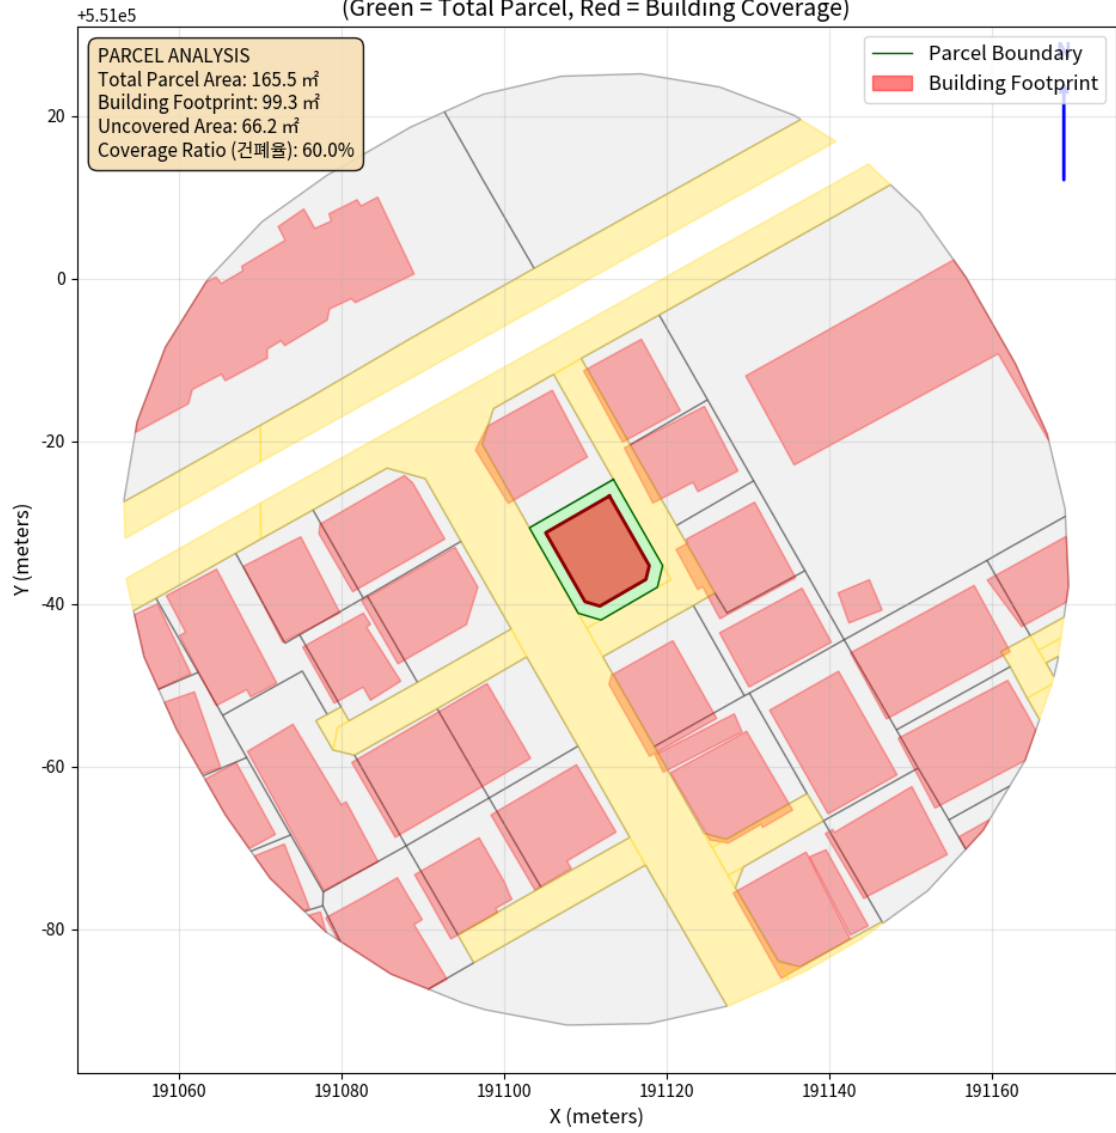 (Green = Total Parcel, Red = Building Coverage)
+5.51e5
PARCEL ANALYSIS
Total Parcel Area: 165.5 ㎡
Building Footprint: 99.3 ㎡
Uncovered Area: 66.2 ㎡
Coverage Ratio (건폐율): 60.0%
N
Parcel Boundary
Building Footprint
20
0
-20
-40
-60
-80
Y (meters)
191060
191080
191100
191120
191140
191160
X (meters)